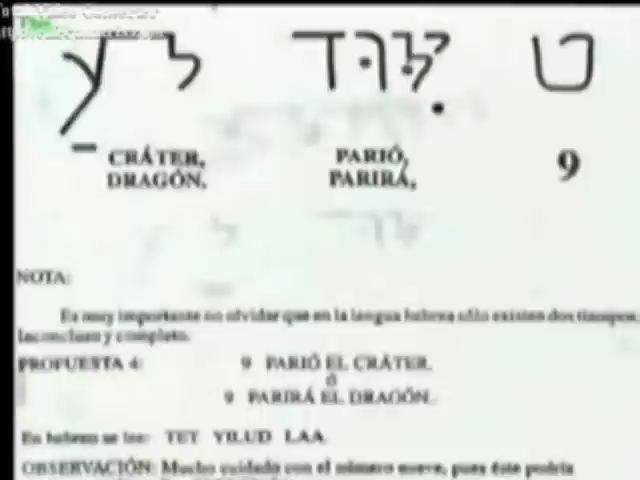 ט יִלּוּד לַע
CRÁTER, PARIÓ, 9
DRAGÓN. PARIRÁ,
NOTA:
Es muy importante no olvidar que en la lengua hebrea sólo existen dos tiempos.
Inconcluso y completo.
PROPUESTA 4: 9 PARIÓ EL CRÁTER.
ó
9 PARIRÁ EL DRAGÓN.
En hebreo se lee: TET YILUD LAA
OBSERVACIÓN: Mucho cuidado con el número nueve, pues éste podría